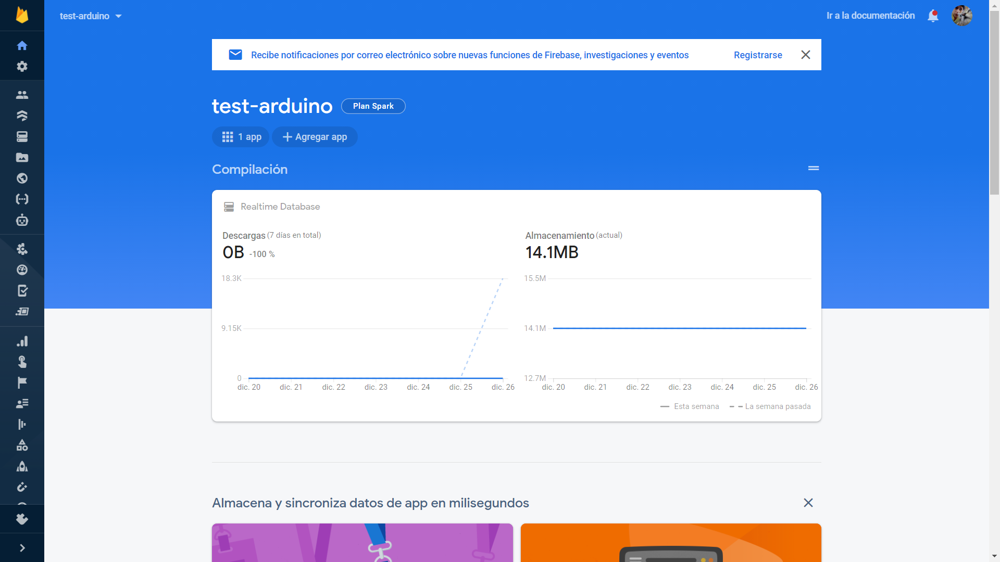 test-arduino
Ir a la documentación
Recibe notificaciones por correo electrónico sobre nuevas funciones de Firebase, investigaciones y eventos
Registrarse
test-arduino
Plan Spark
1 app
Agregar app
Compilación
Realtime Database
Descargas (7 días en total)
0B -100 %
18.3K
9.15K
0
dic. 20 dic. 21 dic. 22 dic. 23 dic. 24 dic. 25 dic. 26
Almacenamiento (actual)
14.1MB
15.5M
14.1M
12.7M
dic. 20 dic. 21 dic. 22 dic. 23 dic. 24 dic. 25 dic. 26
Esta semana
La semana pasada
Almacena y sincroniza datos de app en milisegundos